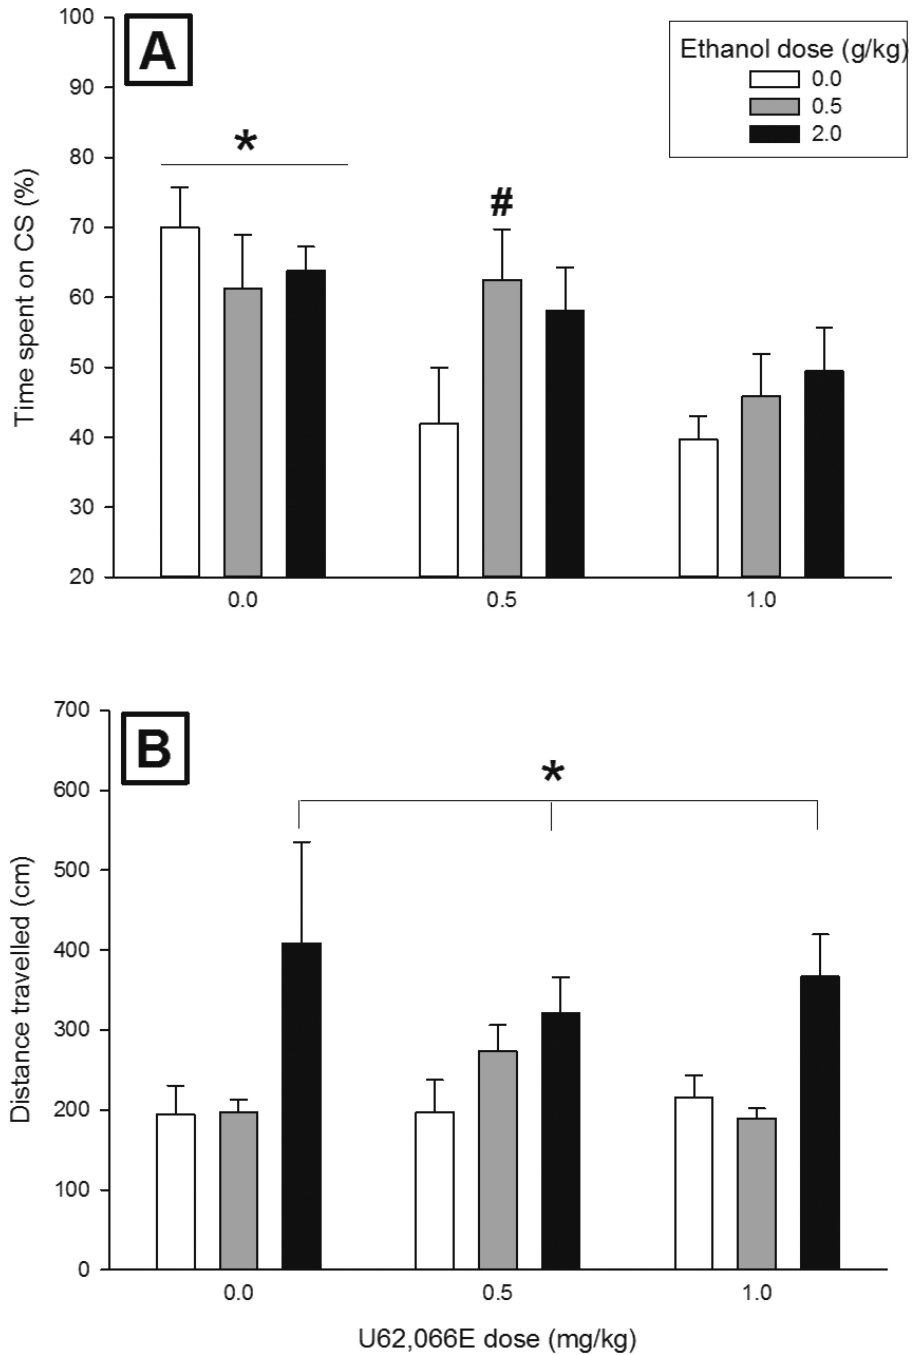 A
Ethanol dose (g/kg)
0.0
0.5
2.0
Time spent on CS (%)
100
90
80
70
60
50
40
30
20
*
#
0.0 0.5 1.0
B
Distance travelled (cm)
700
600
500
400
300
200
100
0
*
0.0 0.5 1.0
U62,066E dose (mg/kg)